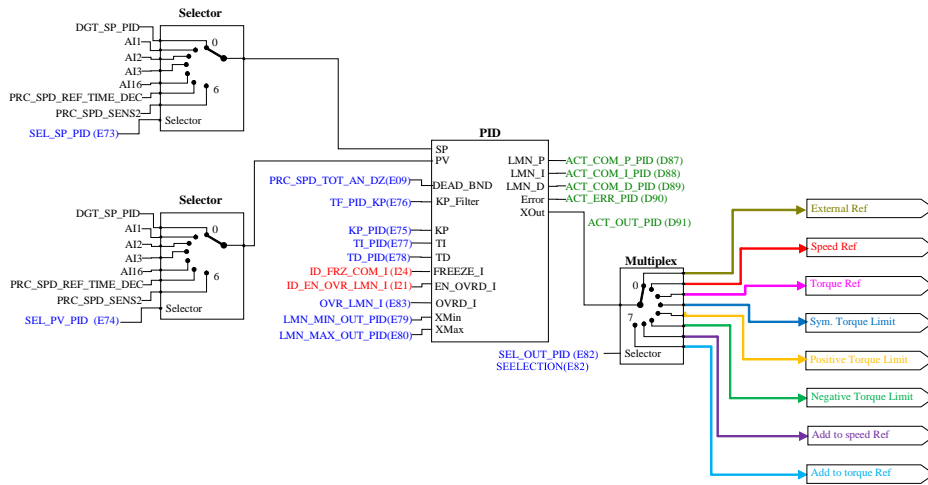 Selector
DGT_SP_PID
AI1
AI2
AI3
AI16
PRC_SPD_REF_TIME_DEC
PRC_SPD_SENS2
0
6
Selector
SEL_SP_PID (E73)
DGT_SP_PID
AI1
AI2
AI3
AI16
PRC_SPD_REF_TIME_DEC
PRC_SPD_SENS2
Selector
0
6
Selector
SEL_PV_PID (E74)
PID
SP
PV
PRC_SPD_TOT_AN_DZ(E09)
DEAD_BND
TF_PID_KP(E76)
KP_Filter
KP_PID(E75)
KP
TI_PID(E77)
TI
TD_PID(E78)
TD
ID_FRZ_COM_I (I24)
FREEZE_I
ID_EN_OVR_LMN_I (I21)
EN_OVRD_I
OVR_LMN_I (E83)
OVRD_I
LMN_MIN_OUT_PID(E79)
XMin
LMN_MAX_OUT_PID(E80)
XMax
LMN_P
ACT_COM_P_PID (D87)
LMN_I
ACT_COM_I_PID (D88)
LMN_D
ACT_COM_D_PID (D89)
Error
ACT_ERR_PID (D90)
XOut
ACT_OUT_PID (D91)
Multiplex
0
7
Selector
SEL_OUT_PID (E82)
SEELECTION(E82)
External Ref
Speed Ref
Torque Ref
Sym. Torque Limit
Positive Torque Limit
Negative Torque Limit
Add to speed Ref
Add to torque Ref